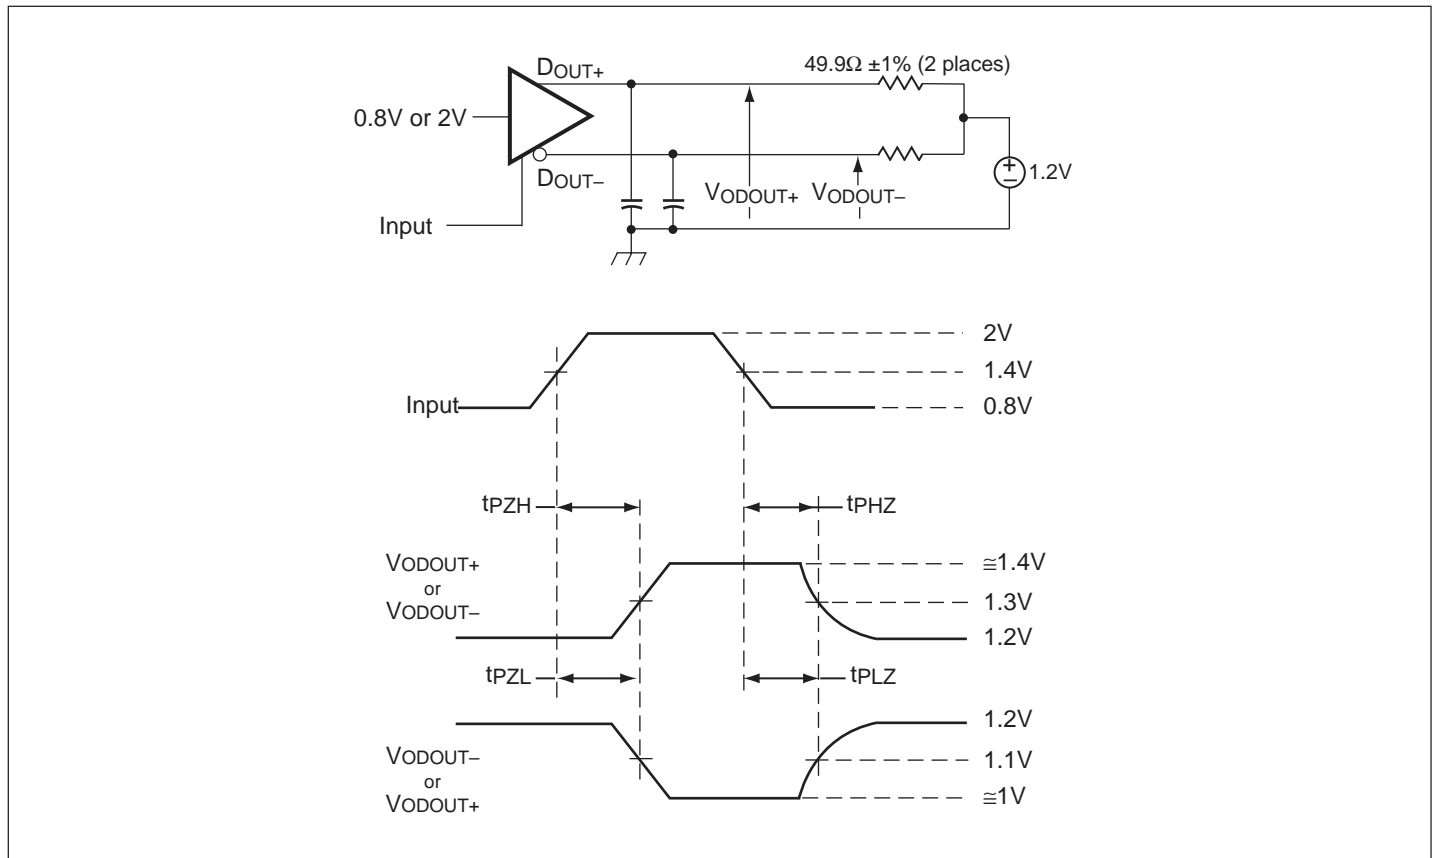 DOUT+
49.9Ω ±1% (2 places)
0.8V or 2V
DOUT–
VODOUT+
VODOUT–
+
–
1.2V
Input
2V
1.4V
Input
0.8V
tPZH
tPHZ
VODOUT+
or
VODOUT–
≅1.4V
1.3V
1.2V
tPZL
tPLZ
VODOUT–
or
VODOUT+
1.2V
1.1V
≅1V